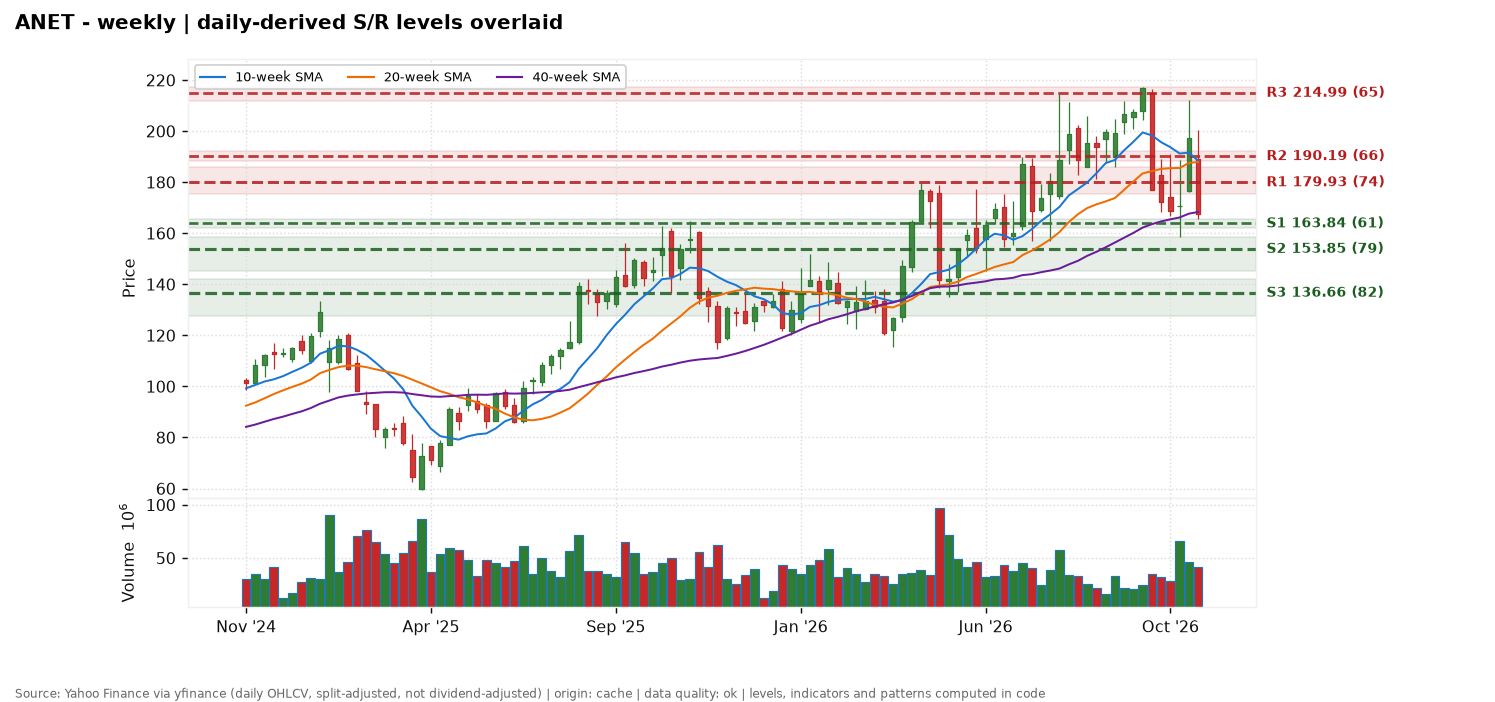 ANET - weekly | daily-derived S/R levels overlaid
10-week SMA 20-week SMA 40-week SMA
Price
220
200
180
160
140
120
100
80
60
R3 214.99 (65)
R2 190.19 (66)
R1 179.93 (74)
S1 163.84 (61)
S2 153.85 (79)
S3 136.66 (82)
Volume 10⁶
100
50
Nov '24 Apr '25 Sep '25 Jan '26 Jun '26 Oct '26
Source: Yahoo Finance via yfinance (daily OHLCV, split-adjusted, not dividend-adjusted) | origin: cache | data quality: ok | levels, indicators and patterns computed in code